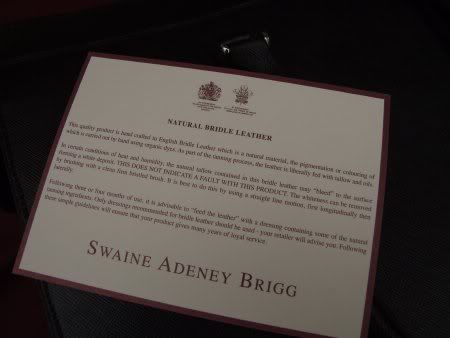 NATURAL BRIDLE LEATHER
This quality product is hand crafted in English Bridle Leather which is a natural material, the pigmentation or colouring of
which is carried out by hand using organic dyes. As part of the tanning process, the leather is liberally fed with tallow and oils.
In certain conditions of heat and humidity, the natural tallow contained in this bridle leather may "bleed" to the surface
forming a white deposit. THIS DOES NOT INDICATE A FAULT WITH THIS PRODUCT. The whiteness can be removed
by brushing with a clean firm bristled brush. It is best to do this by using a straight line motion, first longitudinally then
laterally.
Following three or four months of use, it is advisable to "feed the leather" with a dressing containing some of the natural
tanning ingredients. Only dressings recommended for bridle leather should be used - your retailer will advise you. Following
these simple guidelines will ensure that your product gives many years of loyal service.
SWAINE ADENEY BRIGG